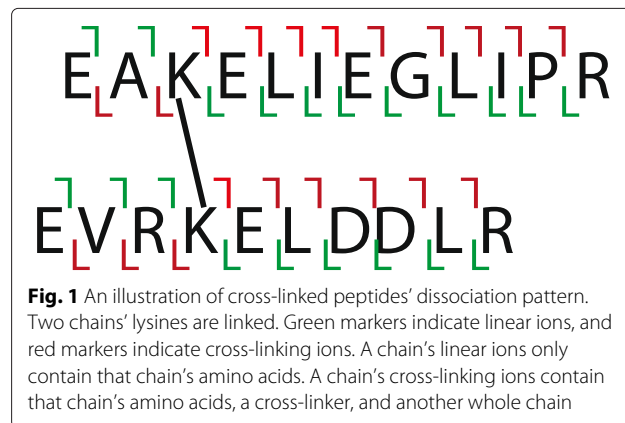 EAKELIEGLIPR
EVRKELDDLR
Fig. 1 An illustration of cross-linked peptides' dissociation pattern.
Two chains' lysines are linked. Green markers indicate linear ions, and
red markers indicate cross-linking ions. A chain's linear ions only
contain that chain's amino acids. A chain's cross-linking ions contain
that chain's amino acids, a cross-linker, and another whole chain